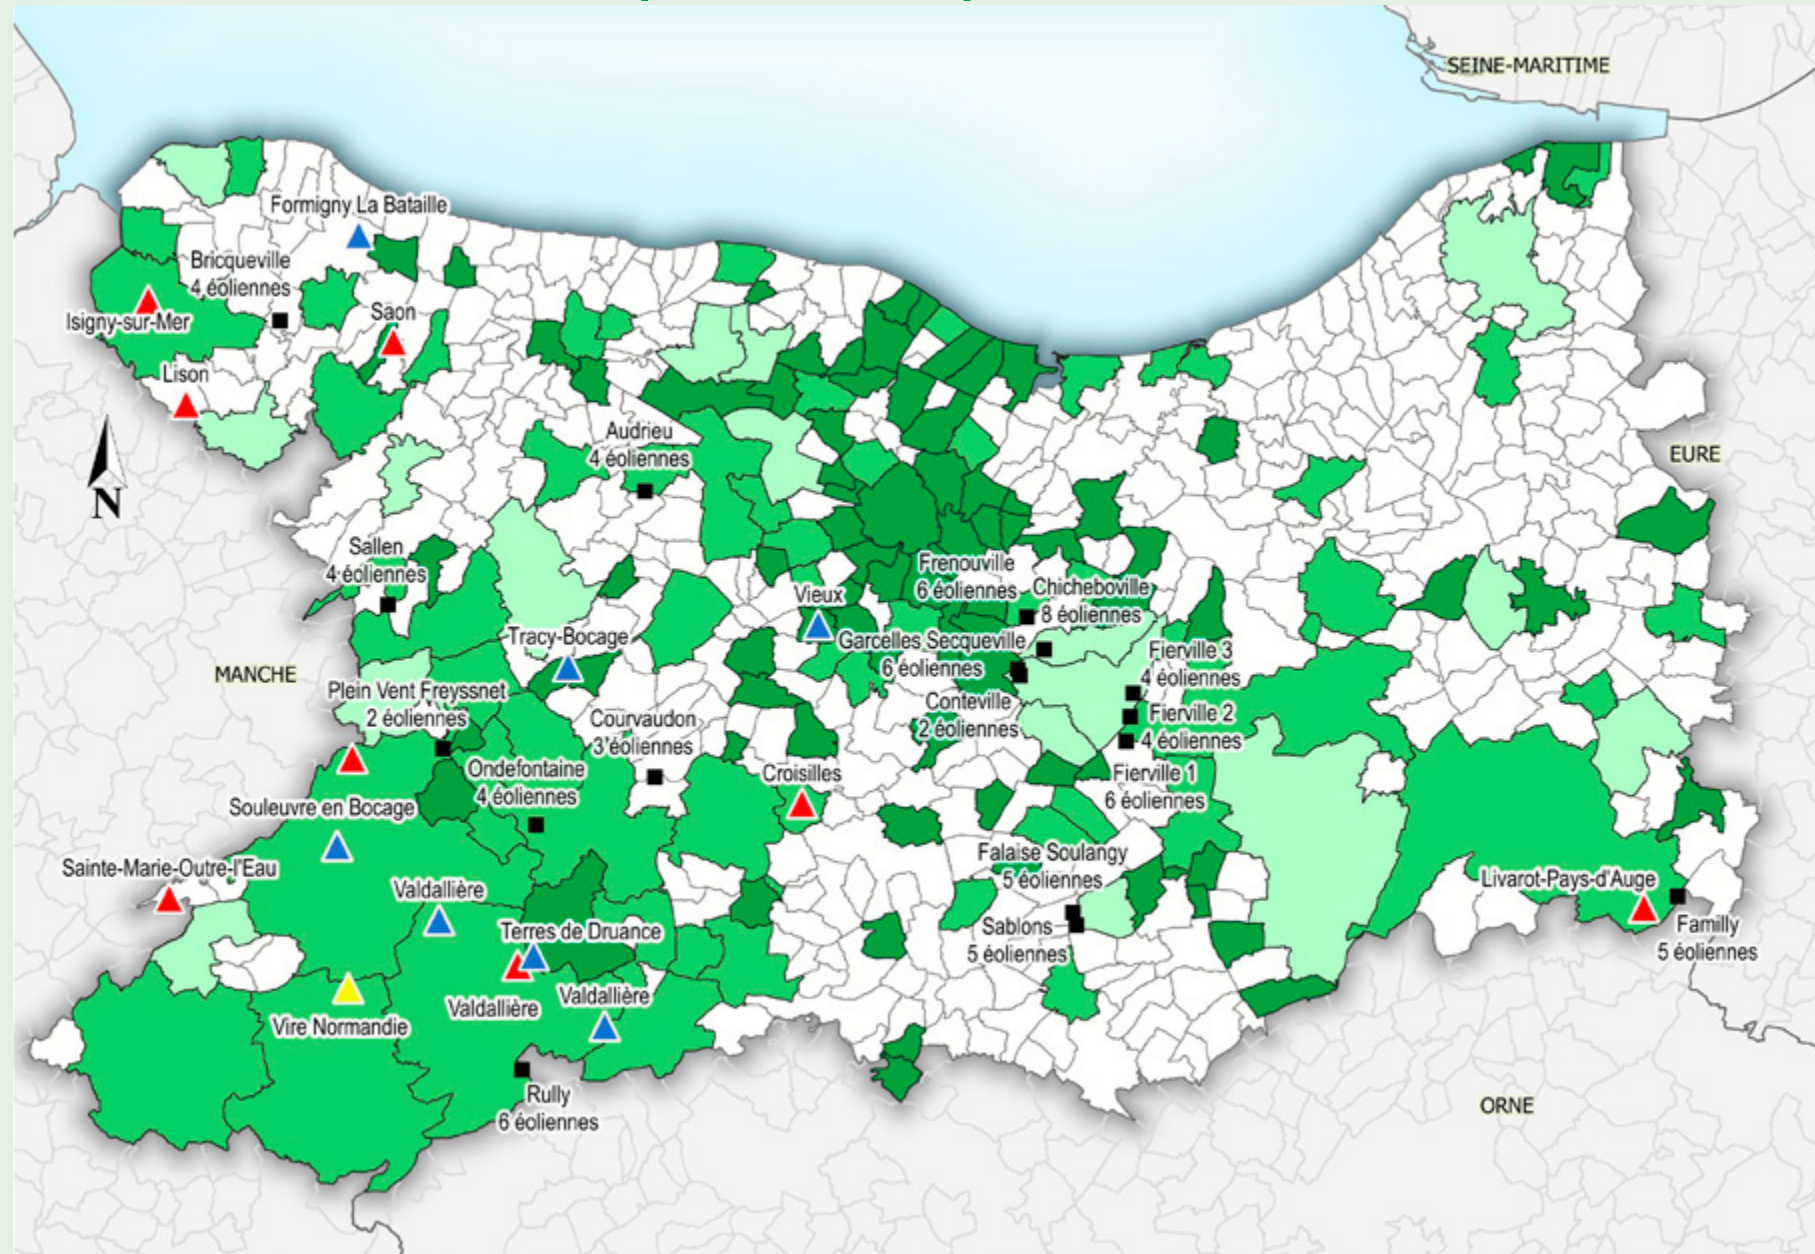 SEINE-MARITIME
Formigny La Bataille
Bricqueville
4 éoliennes
Isigny-sur-Mer
Saon
Lison
Audrieu
4 éoliennes
EURE
N
Sallen
4 éoliennes
Frenouville
6 éoliennes
Chicheboville
8 éoliennes
Vieux
Tracy-Bocage
Garcelles Secqueville
6 éoliennes
Fierville 3
4 éoliennes
MANCHE
Plein Vent Freyssnet
2 éoliennes
Courvaudon
3 éoliennes
Conteville
2 éoliennes
Fierville 2
4 éoliennes
Ondefontaine
4 éoliennes
Croisilles
Fierville 1
6 éoliennes
Souleuvre en Bocage
Sainte-Marie-Outre-l'Eau
Valdallière
Falaise Soulangy
5 éoliennes
Livarot-Pays-d'Auge
Terres de Druance
Sablons
5 éoliennes
Familly
5 éoliennes
Valdallière
Valdallière
Vire Normandie
Rully
6 éoliennes
ORNE